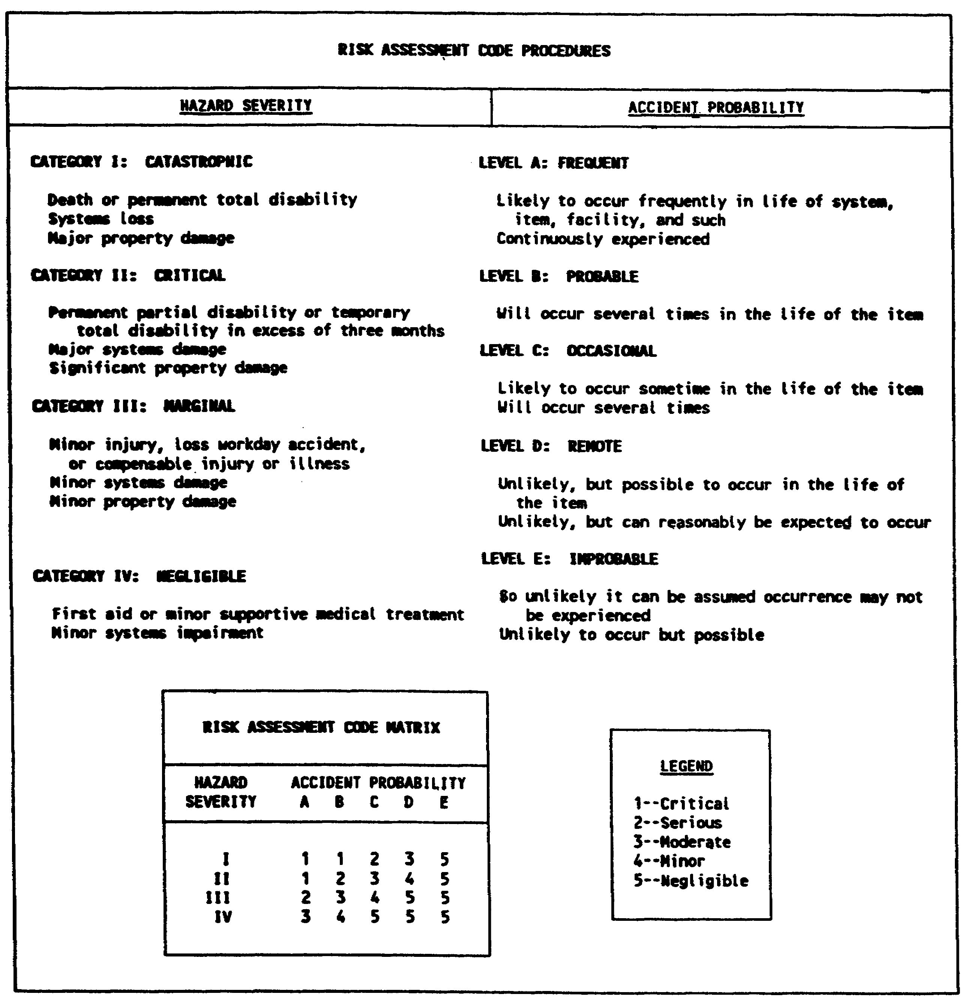 RISK ASSESSMENT CODE PROCEDURES
HAZARD SEVERITY
ACCIDENT PROBABILITY
CATEGORY I: CATASTROPHIC
Death or permanent total disability
Systems loss
Major property damage
CATEGORY II: CRITICAL
Permanent partial disability or temporary
total disability in excess of three months
Major systems damage
Significant property damage
CATEGORY III: MARGINAL
Minor injury, loss workday accident,
or compensable injury or illness
Minor systems damage
Minor property damage
CATEGORY IV: NEGLIGIBLE
First aid or minor supportive medical treatment
Minor systems impairment
LEVEL A: FREQUENT
Likely to occur frequently in life of system,
item, facility, and such
Continuously experienced
LEVEL B: PROBABLE
Will occur several times in the life of the item
LEVEL C: OCCASIONAL
Likely to occur sometime in the life of the item
Will occur several times
LEVEL D: REMOTE
Unlikely, but possible to occur in the life of
the item
Unlikely, but can reasonably be expected to occur
LEVEL E: IMPROBABLE
So unlikely it can be assumed occurrence may not
be experienced
Unlikely to occur but possible
RISK ASSESSMENT CODE MATRIX
HAZARD ACCIDENT PROBABILITY
SEVERITY A B C D E
I 1 1 2 3 5
II 1 2 3 4 5
III 2 3 4 5 5
IV 3 4 5 5 5
LEGEND
1--Critical
2--Serious
3--Moderate
4--Minor
5--Negligible